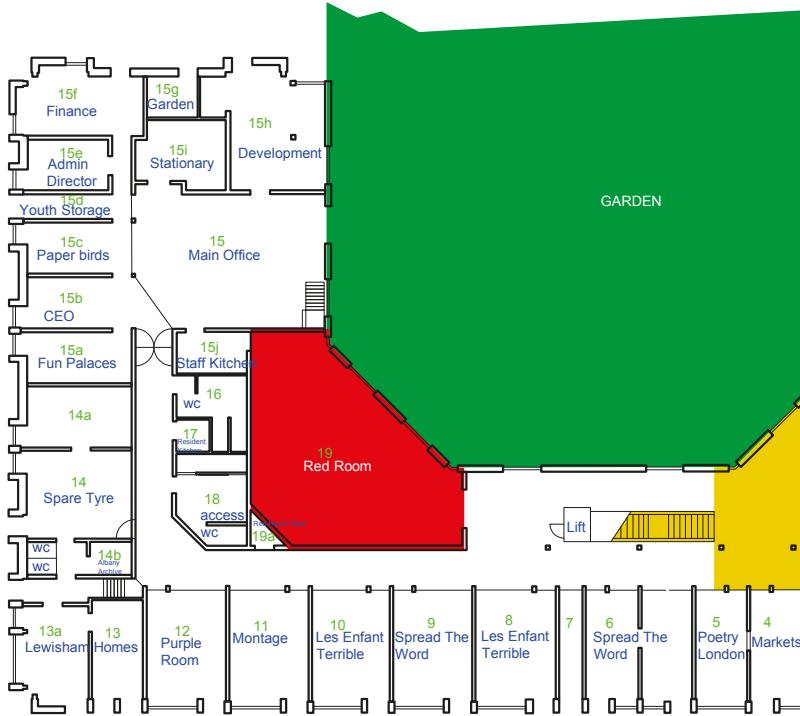 15f
Finance
15g
Garden
15h
Development
15i
Stationary
15e
Admin
Director
15d
Youth Storage
15c
Paper birds
15
Main Office
GARDEN
15b
CEO
15a
Fun Palaces
15j
Staff Kitchen
16
wc
14a
17
Resident
Kitchen
19
Red Room
14
Spare Tyre
18
access
wc
19a
Lift
wc
wc
14b
Albany
Archive
13a
Lewisham
13
Homes
12
Purple
Room
11
Montage
10
Les Enfant
Terrible
9
Spread The
Word
8
Les Enfant
Terrible
7
6
Spread The
Word
5
Poetry
London
4
Markets